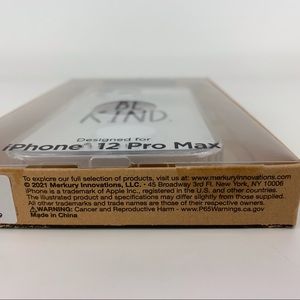 BE
KIND.
Designed for
iPhone® 12 Pro Max
To explore our full selection of products, visit us at: www.merkuryinnovations.com
© 2021 Merkury Innovations, LLC. • 45 Broadway 3rd Fl. New York, NY 10006
iPhone is a trademark of Apple Inc., registered in the U.S. and other countries.
The illustrated product and specifications may differ slightly from those supplied.
All other trademarks and trade names are those of their respective owners.
⚠WARNING: Cancer and Reproductive Harm - www.P65Warnings.ca.gov
Made in China